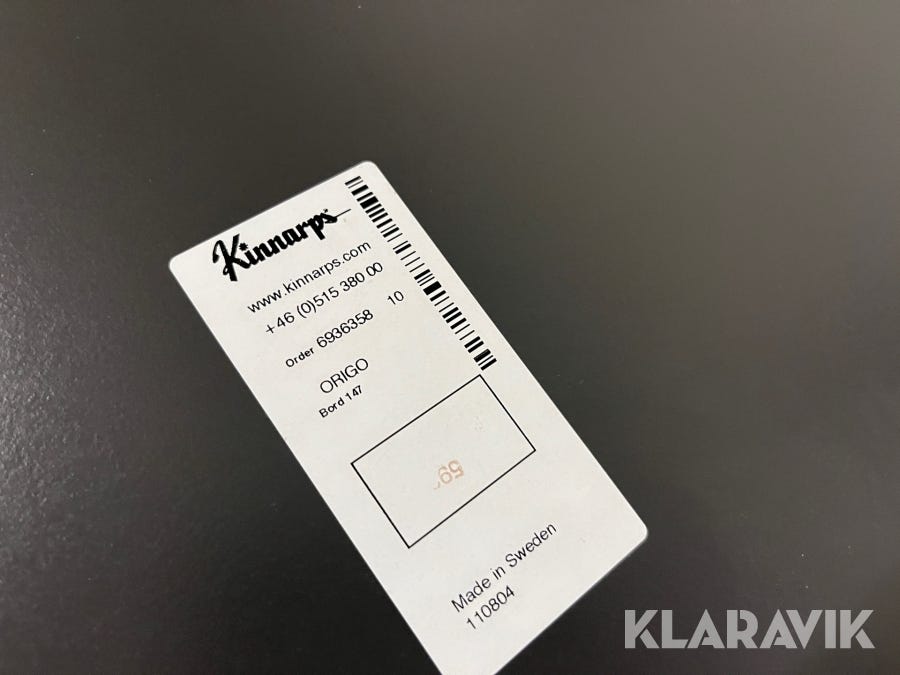 Kinnarps
www.kinnarps.com
+46 (0)515 380 00
Order 6936358 10
ORIGO
Bord 147
59
Made in Sweden
110804
KLARAVIK